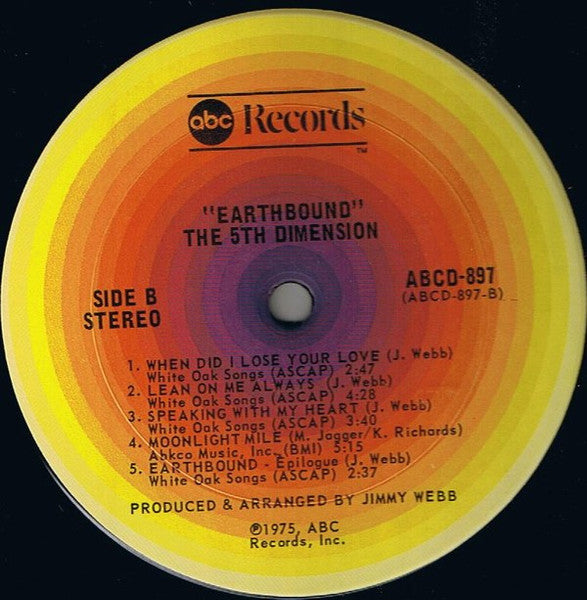 abc Records
TM
"EARTHBOUND"
THE 5TH DIMENSION
SIDE B
STEREO
ABCD-897
(ABCD-897-B)
1. WHEN DID I LOSE YOUR LOVE (J. Webb)
White Oak Songs (ASCAP) 2:47
2. LEAN ON ME ALWAYS (J. Webb)
White Oak Songs (ASCAP) 4:28
3. SPEAKING WITH MY HEART (J. Webb)
White Oak Songs (ASCAP) 3:40
4. MOONLIGHT MILE (M. Jagger/K. Richards)
Abkco Music, Inc. (BMI) 5:15
5. EARTHBOUND - Epilogue (J. Webb)
White Oak Songs (ASCAP) 2:37
PRODUCED & ARRANGED BY JIMMY WEBB
℗1975, ABC
Records, Inc.